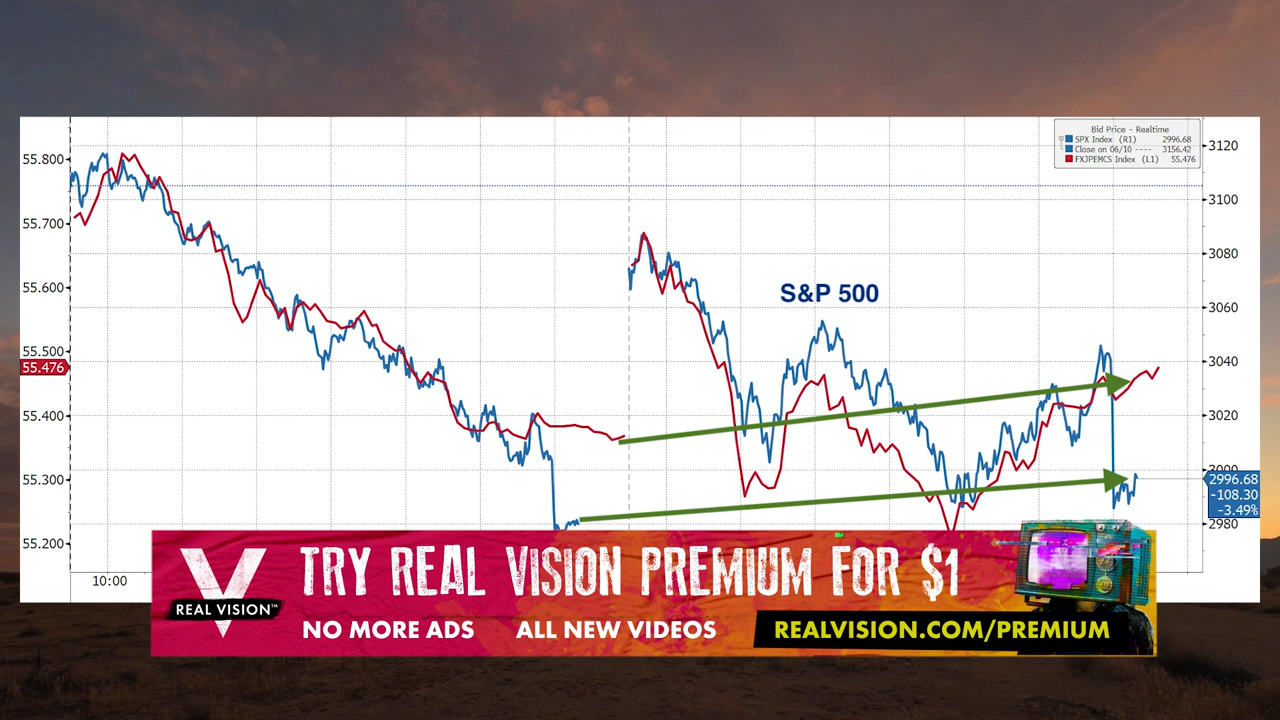 Bid Price - Realtime
SPX Index (R1) 2996.68
Close on 06/10 ---- 3156.42
FXJPEMCS Index (L1) 55.476
55.800
55.700
55.600
55.500
55.476
55.400
55.300
55.200
S&P 500
3120
3100
3080
3060
3040
3020
2000
2996.68
-108.30
-3.49%
2980
10:00
TRY REAL VISION PREMIUM FOR $1
REAL VISION™
NO MORE ADS ALL NEW VIDEOS
REALVISION.COM/PREMIUM